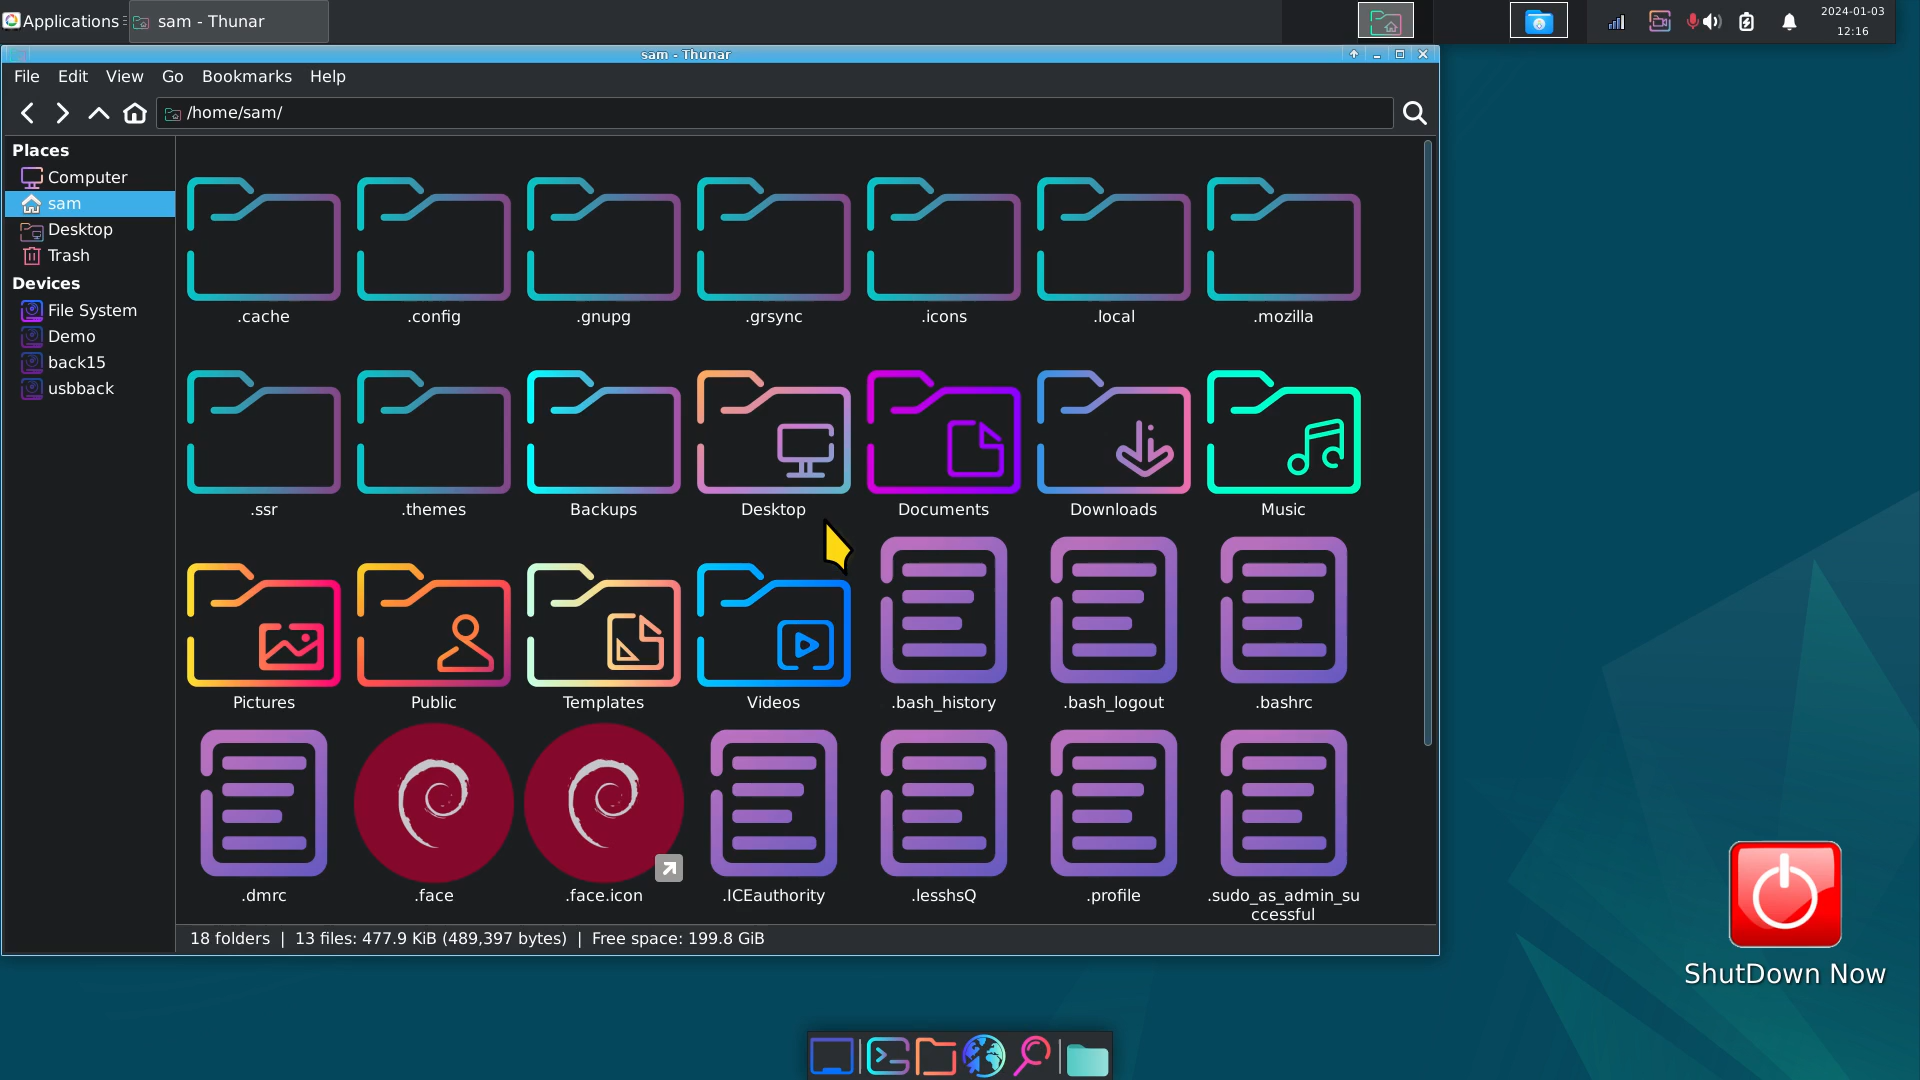 Applications
sam - Thunar
2024-01-03
12:16
sam - Thunar
File Edit View Go Bookmarks Help
/home/sam/
Places
Computer
sam
Desktop
Trash
Devices
File System
Demo
back15
usbback
.cache .config .gnupg .grsync .icons .local .mozilla
.ssr .themes Backups Desktop Documents Downloads Music
Pictures Public Templates Videos .bash_history .bash_logout .bashrc
.dmrc .face .face.icon .ICEauthority .lesshsQ .profile .sudo_as_admin_su
ccessful
18 folders | 13 files: 477.9 KiB (489,397 bytes) | Free space: 199.8 GiB
ShutDown Now